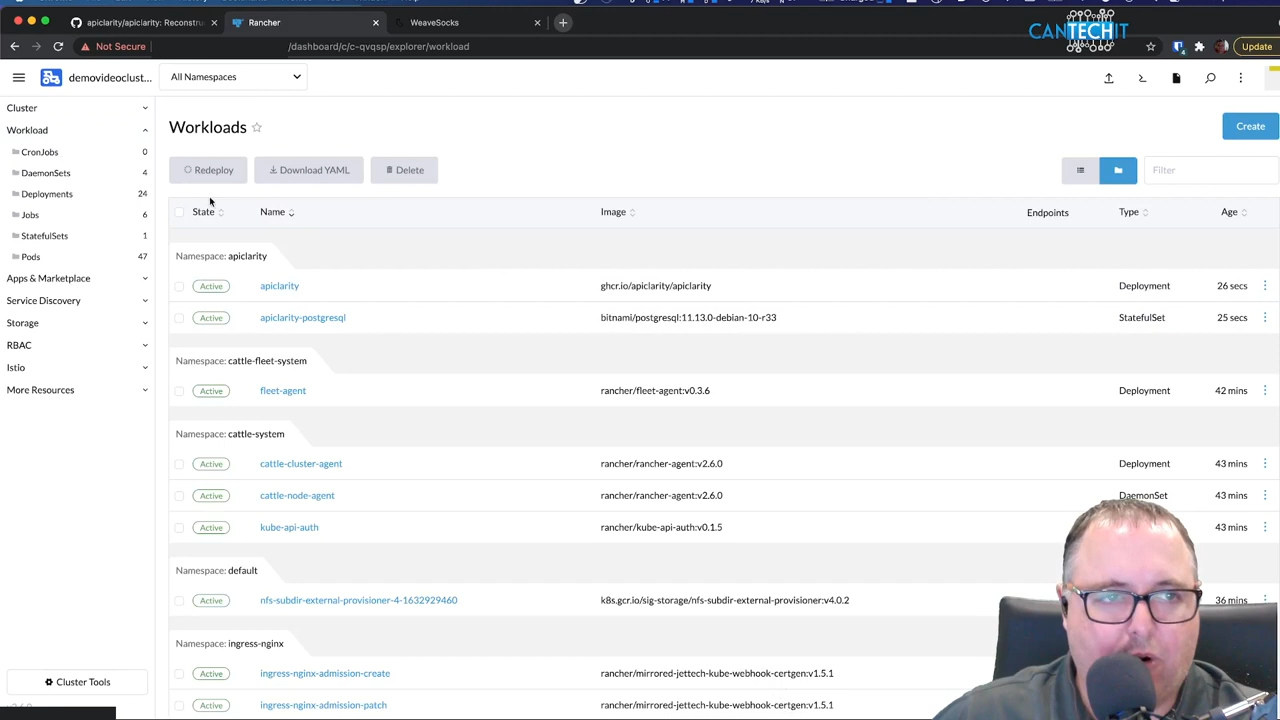 apiclarity/apiclarity: Reconstru
Rancher
WeaveSocks
CANTECHIT
Not Secure
/dashboard/c/c-qvqsp/explorer/workload
Update
demovideoclust...
All Namespaces
Cluster
Workload
CronJobs 0
DaemonSets 4
Deployments 24
Jobs 6
StatefulSets 1
Pods 47
Apps & Marketplace
Service Discovery
Storage
RBAC
Istio
More Resources
Cluster Tools
Workloads
Create
Redeploy
Download YAML
Delete
Filter
State Name Image Endpoints Type Age
Namespace: apiclarity
Active apiclarity ghcr.io/apiclarity/apiclarity Deployment 26 secs
Active apiclarity-postgresql bitnami/postgresql:11.13.0-debian-10-r33 StatefulSet 25 secs
Namespace: cattle-fleet-system
Active fleet-agent rancher/fleet-agent:v0.3.6 Deployment 42 mins
Namespace: cattle-system
Active cattle-cluster-agent rancher/rancher-agent:v2.6.0 Deployment 43 mins
Active cattle-node-agent rancher/rancher-agent:v2.6.0 DaemonSet 43 mins
Active kube-api-auth rancher/kube-api-auth:v0.1.5 43 mins
Namespace: default
Active nfs-subdir-external-provisioner-4-1632929460 k8s.gcr.io/sig-storage/nfs-subdir-external-provisioner:v4.0.2 36 mins
Namespace: ingress-nginx
Active ingress-nginx-admission-create rancher/mirrored-jettech-kube-webhook-certgen:v1.5.1
Active ingress-nginx-admission-patch rancher/mirrored-jettech-kube-webhook-certgen:v1.5.1